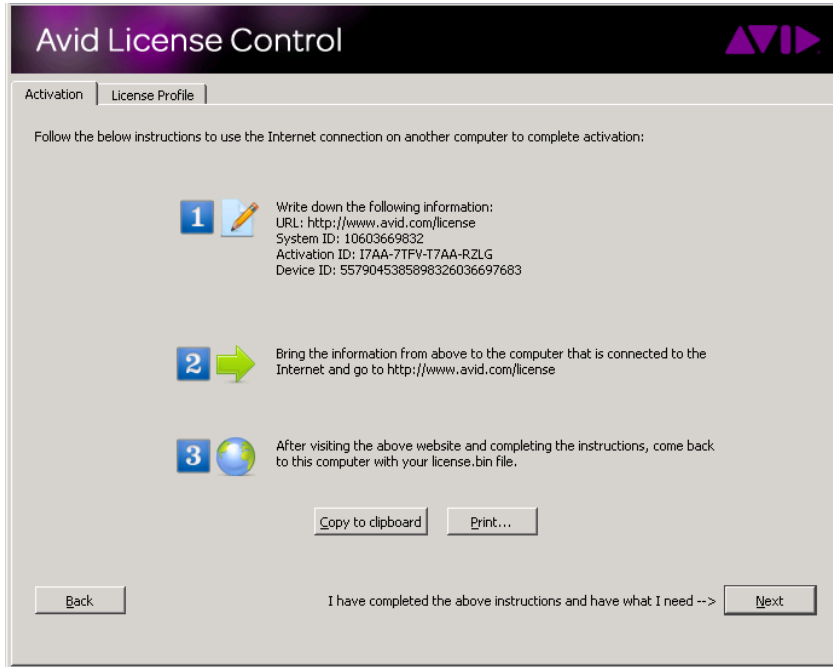 Avid License Control
AVID
Activation
License Profile
Follow the below instructions to use the Internet connection on another computer to complete activation:
1
Write down the following information:
URL: http://www.avid.com/license
System ID: 10603669832
Activation ID: I7AA-7TFV-T7AA-RZLG
Device ID: 5579045385898326036697683
2
Bring the information from above to the computer that is connected to the
Internet and go to http://www.avid.com/license
3
After visiting the above website and completing the instructions, come back
to this computer with your license.bin file.
Copy to clipboard
Print...
Back
I have completed the above instructions and have what I need -->
Next